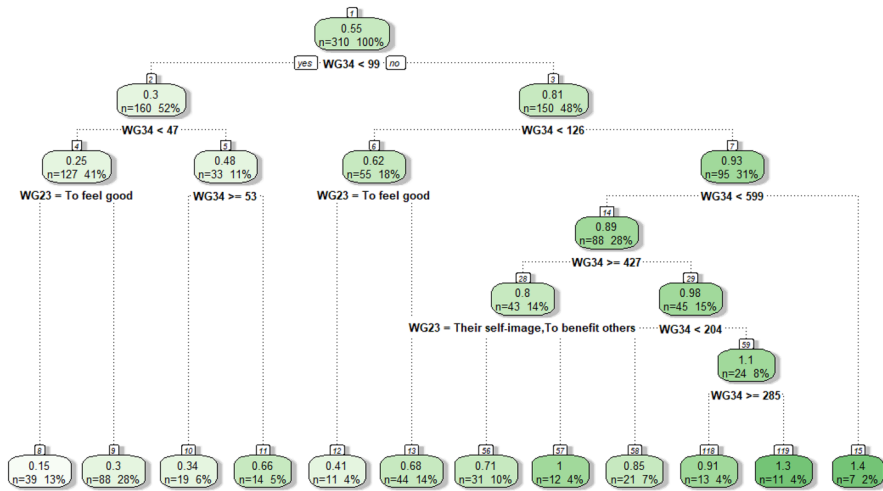 1
0.55
n=310 100%
yes WG34 < 99 no
2
0.3
n=160 52%
3
0.81
n=150 48%
WG34 < 47
WG34 < 126
4
0.25
n=127 41%
5
0.48
n=33 11%
6
0.62
n=55 18%
7
0.93
n=95 31%
WG23 = To feel good
WG34 >= 53
WG23 = To feel good
WG34 < 599
14
0.89
n=88 28%
WG34 >= 427
28
0.8
n=43 14%
29
0.98
n=45 15%
WG23 = Their self-image,To benefit others
WG34 < 204
59
1.1
n=24 8%
WG34 >= 285
8
0.15
n=39 13%
9
0.3
n=88 28%
10
0.34
n=19 6%
11
0.66
n=14 5%
12
0.41
n=11 4%
13
0.68
n=44 14%
56
0.71
n=31 10%
57
1
n=12 4%
58
0.85
n=21 7%
118
0.91
n=13 4%
119
1.3
n=11 4%
15
1.4
n=7 2%